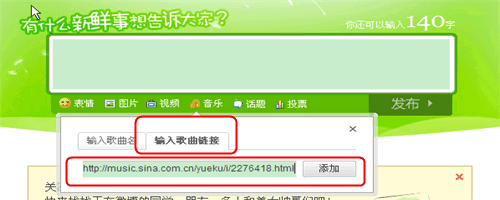 有什么新鲜事想告诉大家? 你还可以输入140字
表情 图片 视频 音乐 话题 投票 发布
输入歌曲名 输入歌曲链接
http://music.sina.com.cn/yueku/i/2276418.html 添加